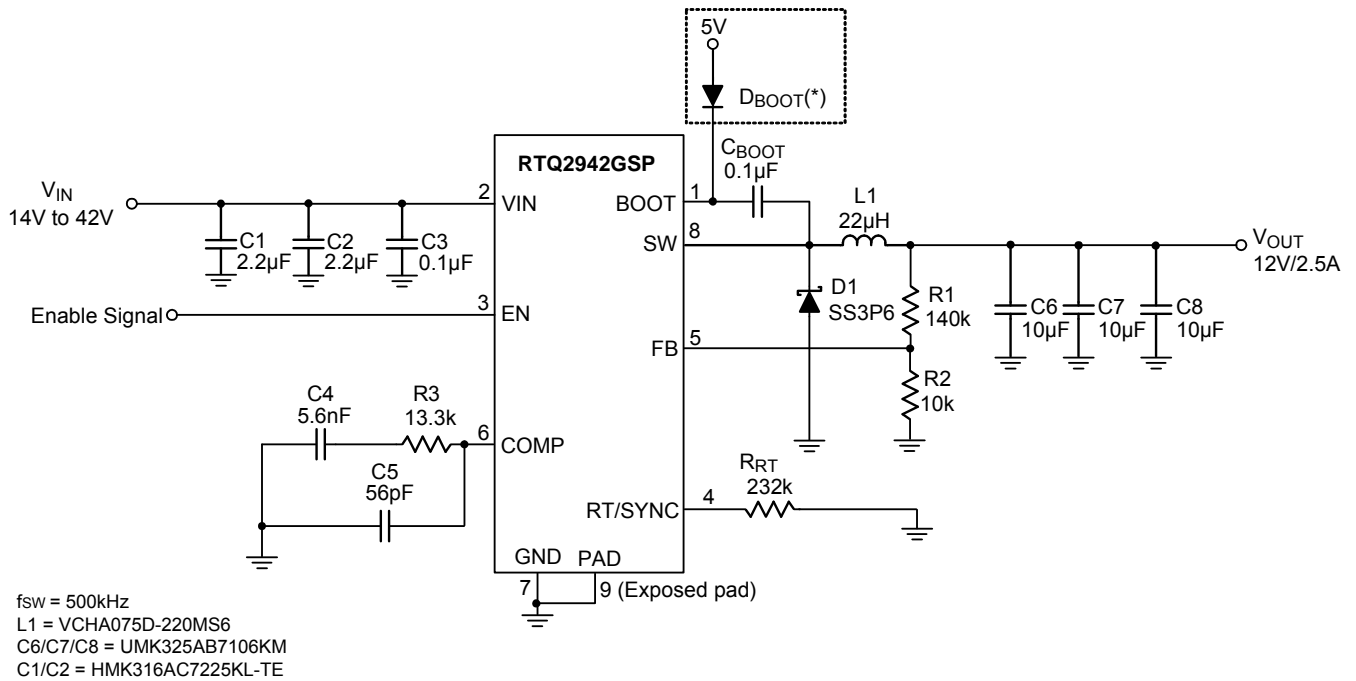 5V
DBOOT(*)
RTQ2942GSP
CBOOT
0.1µF
VIN
14V to 42V
2
VIN
BOOT
1
L1
22µH
SW
8
VOUT
12V/2.5A
C1
2.2µF
C2
2.2µF
C3
0.1µF
D1
SS3P6
R1
140k
C6
10µF
C7
10µF
C8
10µF
Enable Signal
3
EN
FB
5
R2
10k
C4
5.6nF
R3
13.3k
6
COMP
C5
56pF
RRT
232k
RT/SYNC
4
GND
PAD
7
9 (Exposed pad)
fSW = 500kHz
L1 = VCHA075D-220MS6
C6/C7/C8 = UMK325AB7106KM
C1/C2 = HMK316AC7225KL-TE